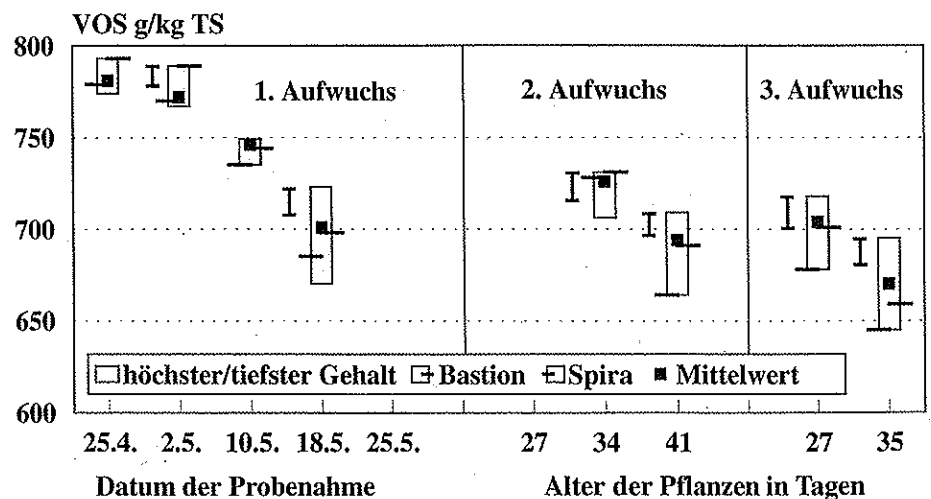 VOS g/kg TS
800
1. Aufwuchs 2. Aufwuchs 3. Aufwuchs
750
700
650
höchster/tiefster Gehalt Bastion Spira Mittelwert
600
25.4. 2.5. 10.5. 18.5. 25.5. 27 34 41 27 35
Datum der Probenahme Alter der Pflanzen in Tagen